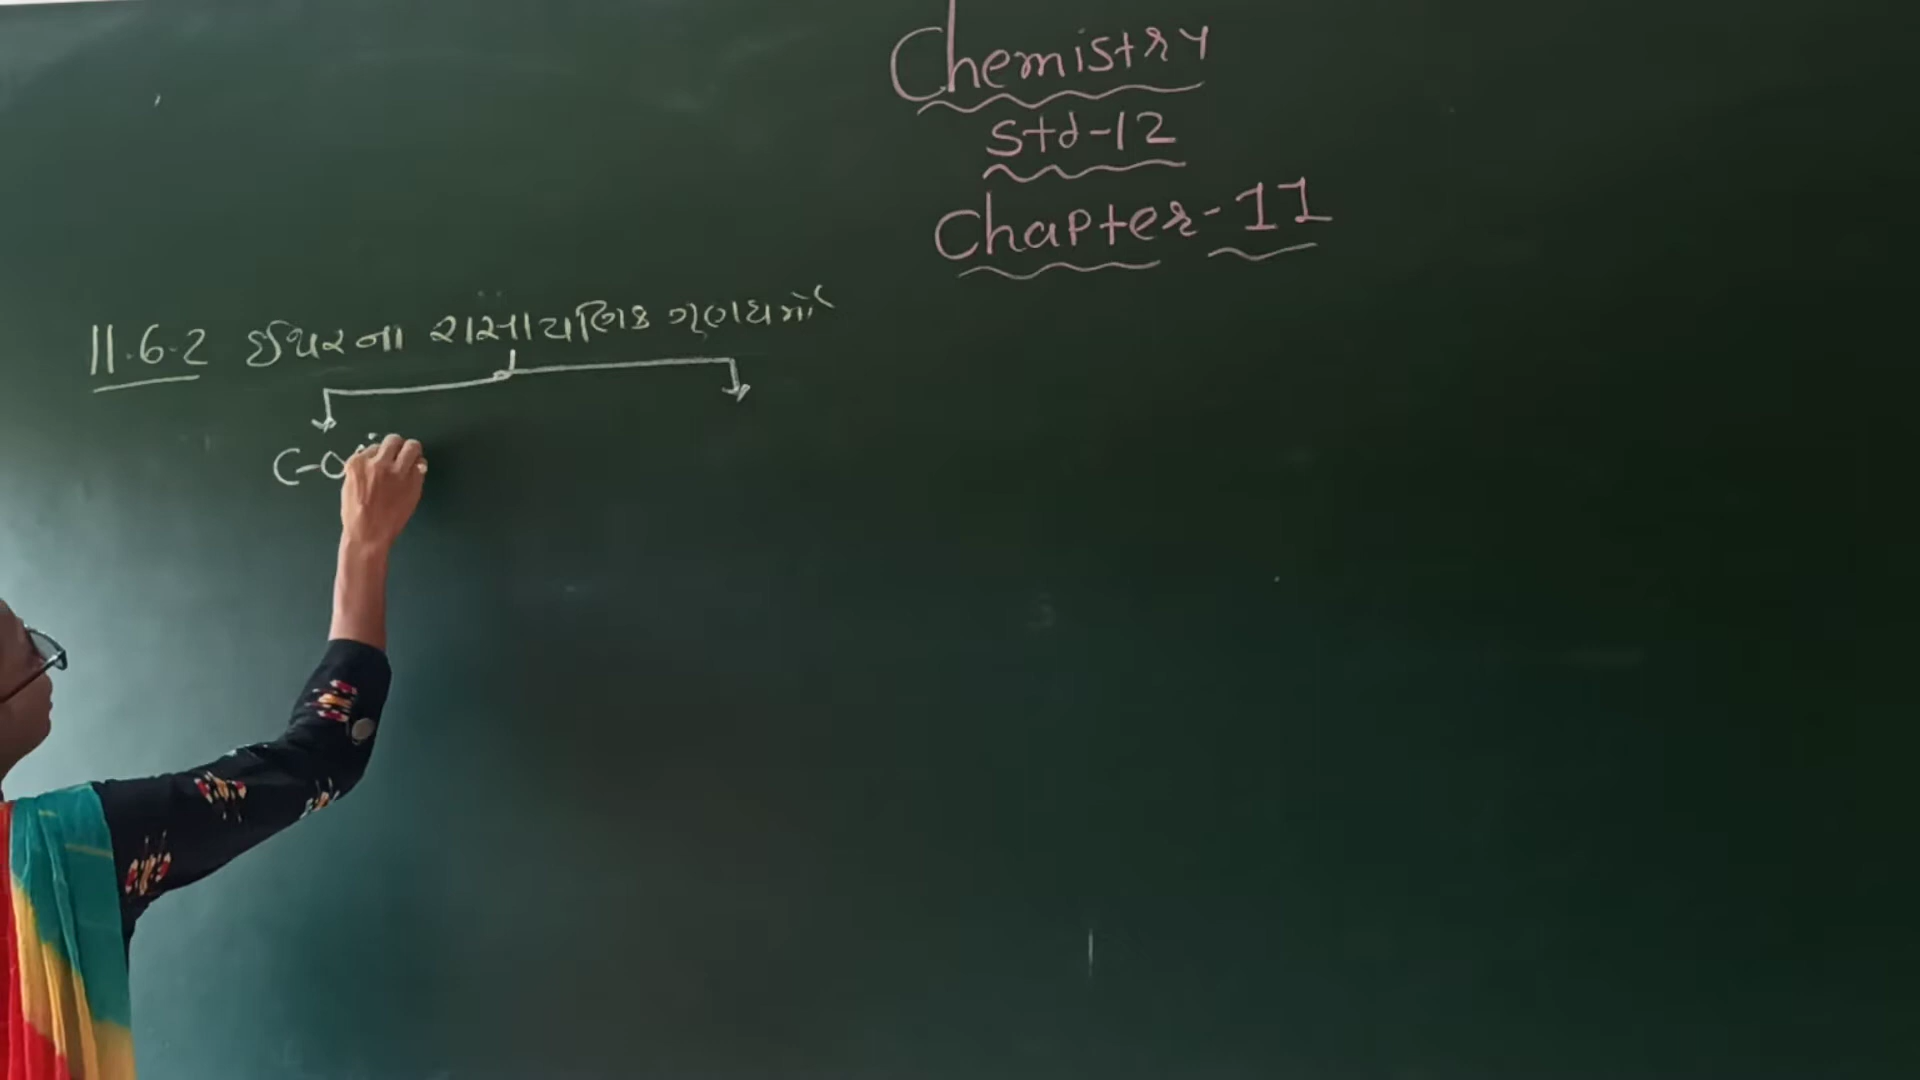 Chemistry
Std-12
Chapter-11
11.6.2 ઈથરના રાસાયણિક ગુણધર્મો
C-O